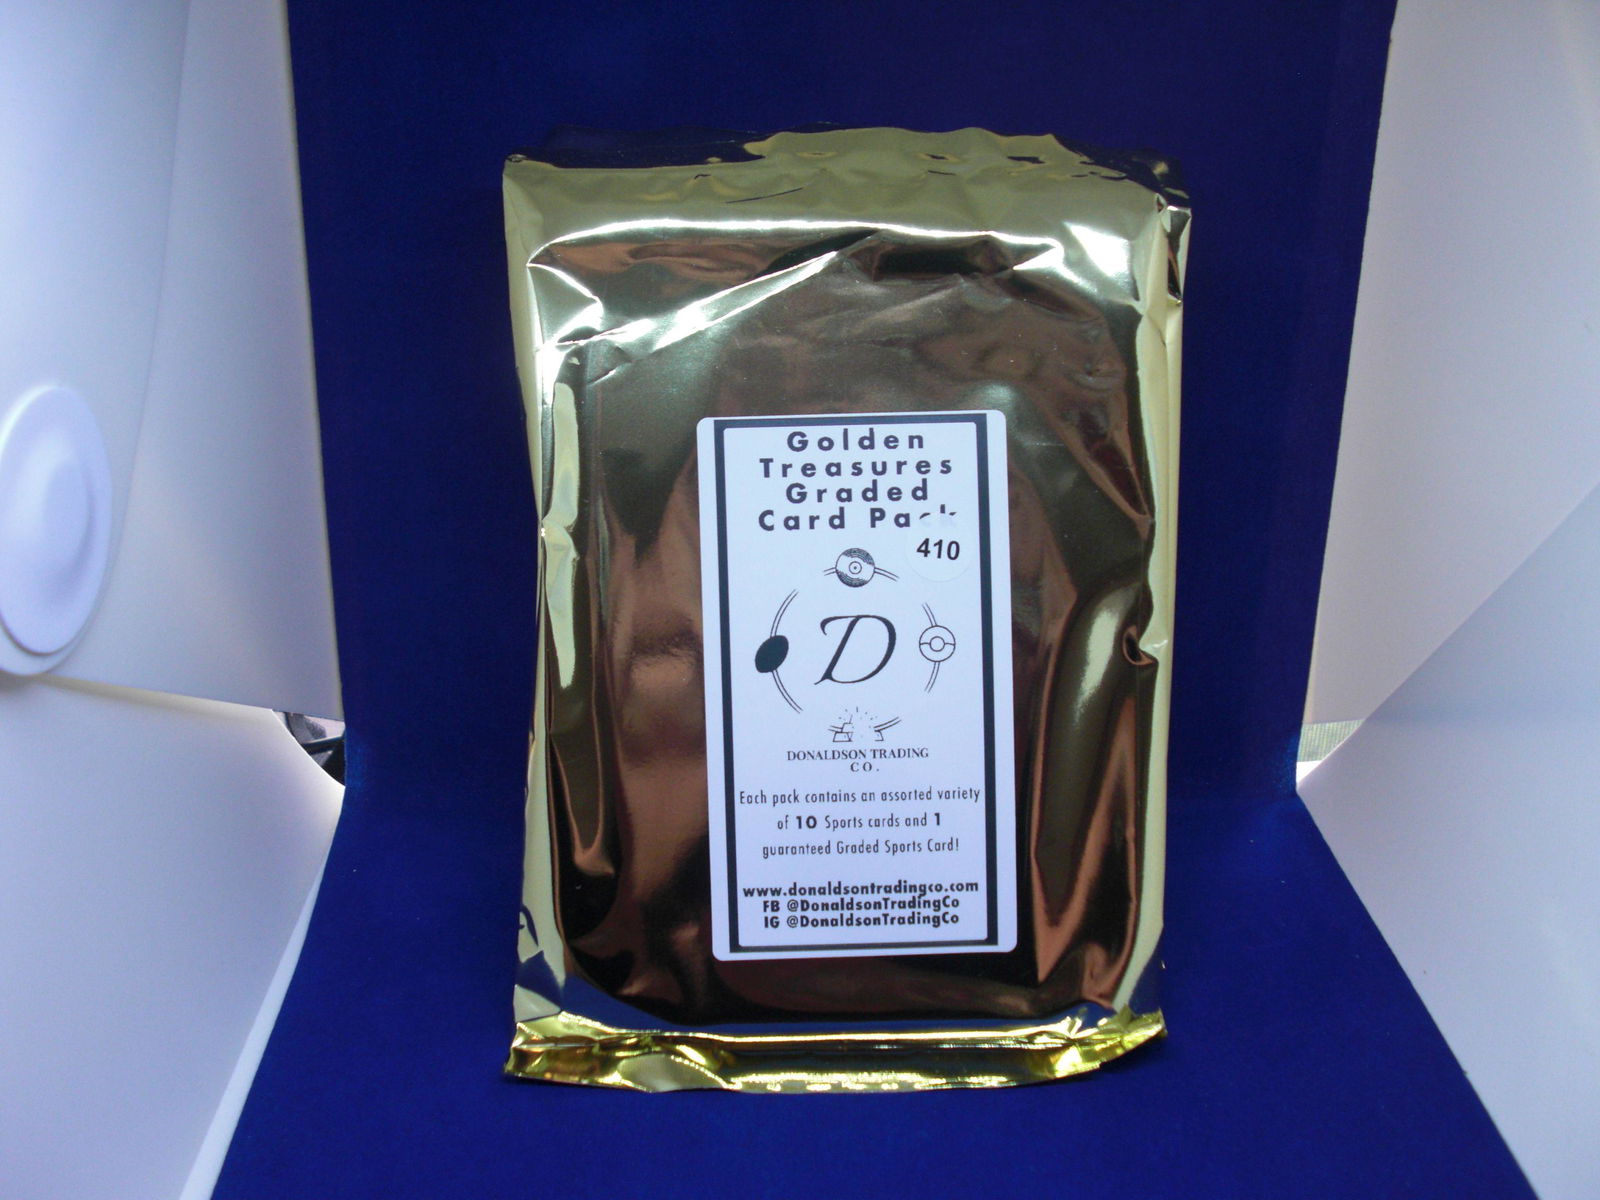 Golden
Treasures
Graded
Card Pack
410
D
DONALDSON TRADING
CO.
Each pack contains an assorted variety
of 10 Sports cards and 1
guaranteed Graded Sports Card!
www.donaldsontradingco.com
FB @DonaldsonTradingCo
IG @DonaldsonTradingCo